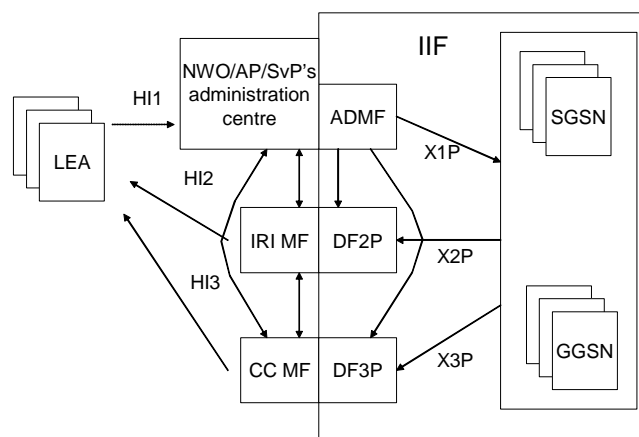 IIF
NWO/AP/SvP's
administration
centre
HI1
ADMF
SGSN
LEA
X1P
HI2
IRI MF
DF2P
X2P
HI3
GGSN
CC MF
DF3P
X3P